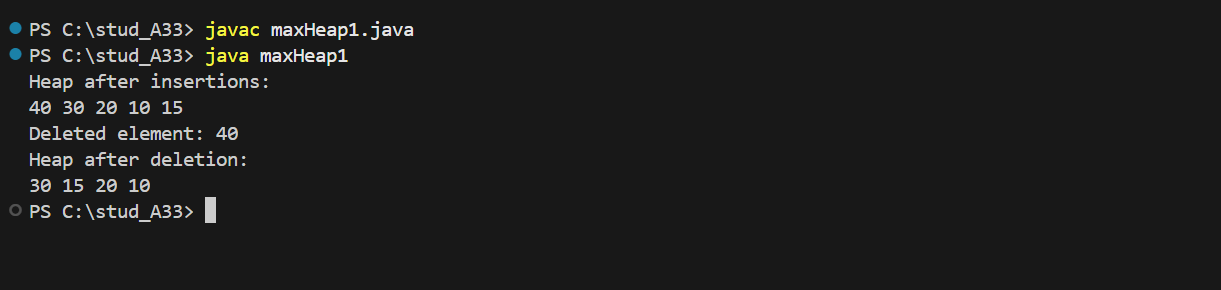 PS C:\stud_A33> javac maxHeap1.java
PS C:\stud_A33> java maxHeap1
Heap after insertions:
40 30 20 10 15
Deleted element: 40
Heap after deletion:
30 15 20 10
PS C:\stud_A33>